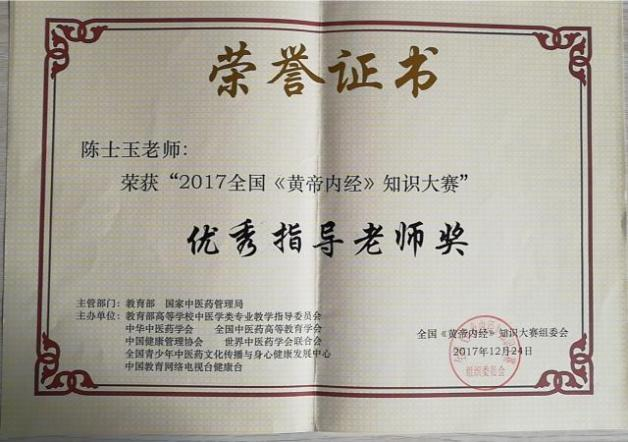 荣誉证书
陈士玉老师：
荣获“2017全国《黄帝内经》知识大赛”
优秀指导老师奖
主管部门：教育部 国家中医药管理局
主办单位：教育部高等学校中医学类专业教学指导委员会
中华中医药学会 全国中医药高等教育学会
中国健康管理协会 世界中医药学会联合会
全国青少年中医药文化传播与身心健康发展中心
中国教育网络电视台健康台
全国《黄帝内经》知识大赛组委会
2017年12月24日
组织委员会